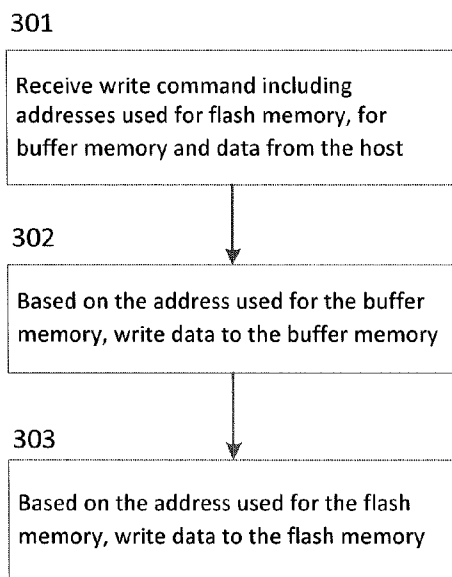 301
Receive write command including
addresses used for flash memory, for
buffer memory and data from the host
302
Based on the address used for the buffer
memory, write data to the buffer memory
303
Based on the address used for the flash
memory, write data to the flash memory